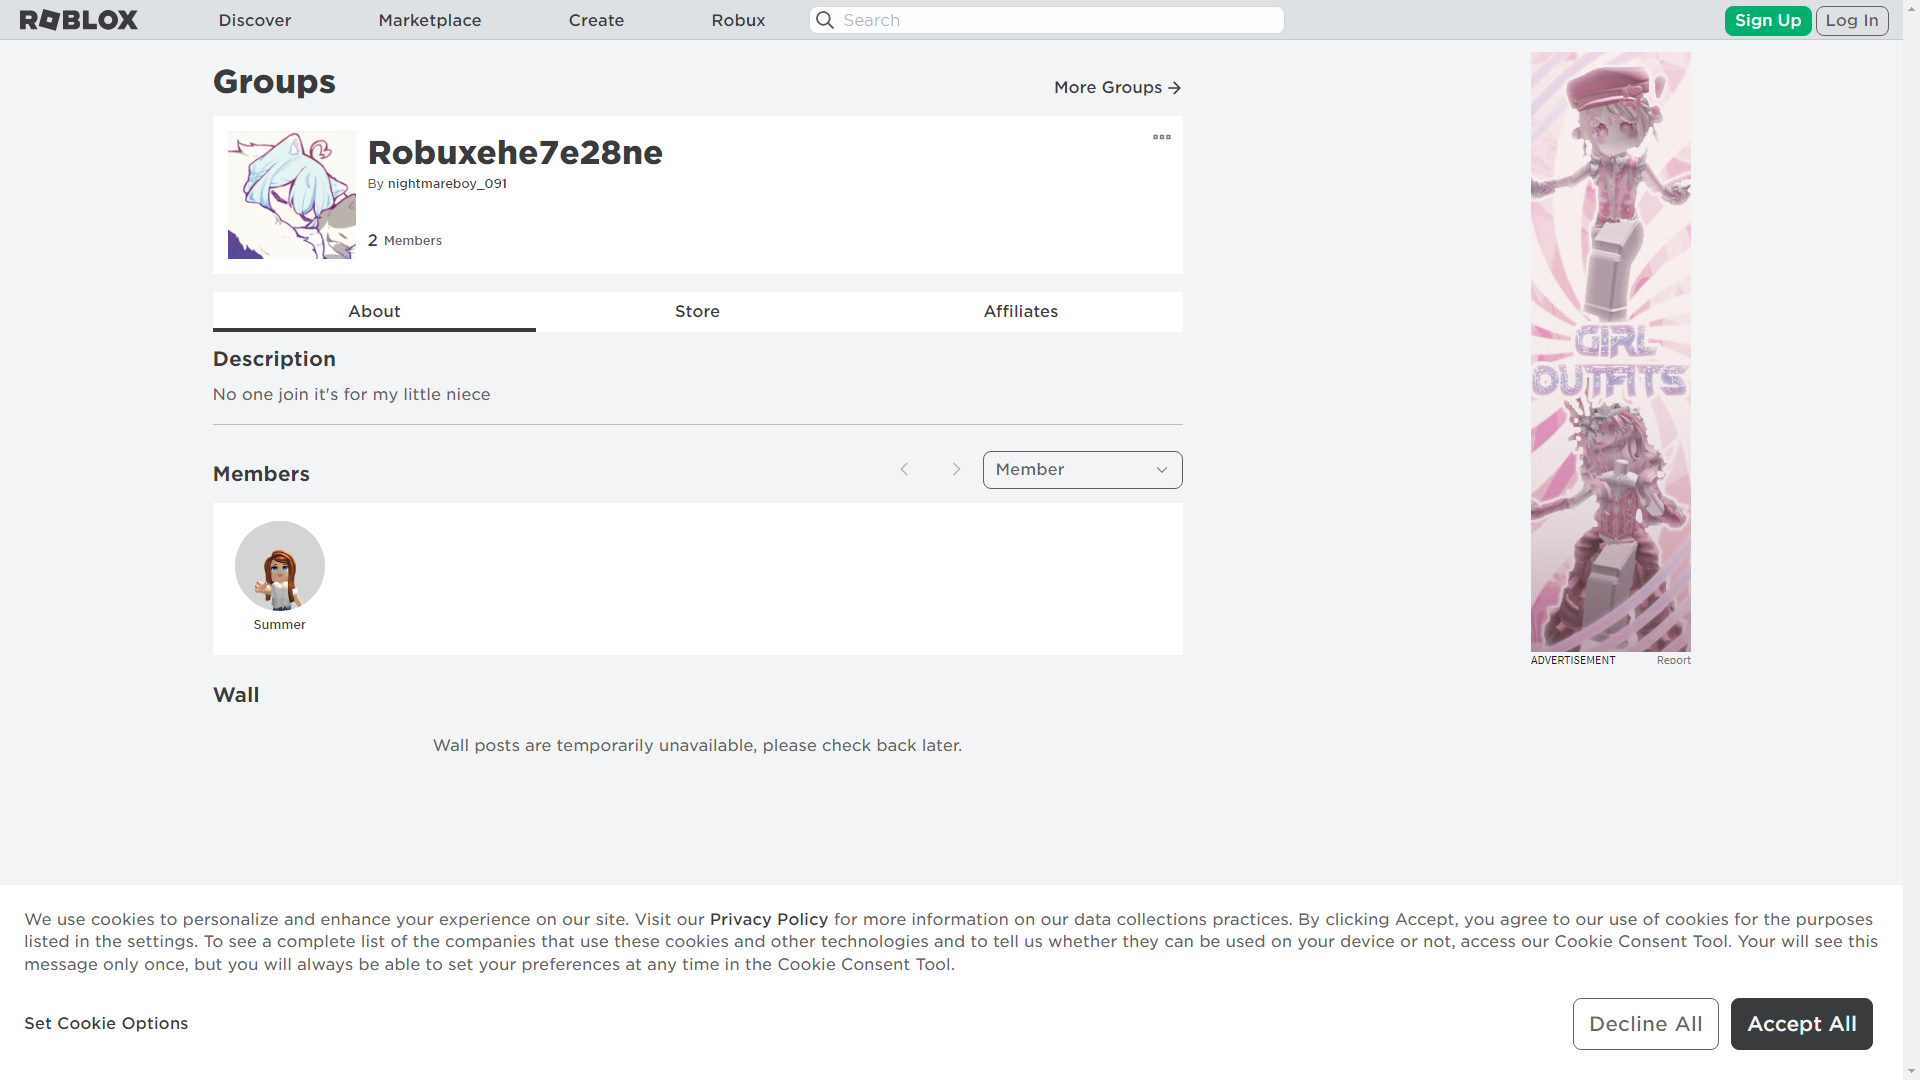 ROBLOX
Discover
Marketplace
Create
Robux
Search
Sign Up
Log In
Groups
More Groups
Robuxehe7e28ne
By nightmareboy_091
2 Members
About
Store
Affiliates
Description
No one join it's for my little niece
Members
Member
Summer
Wall
Wall posts are temporarily unavailable, please check back later.
GIRL
OUTFITS
ADVERTISEMENT
Report
We use cookies to personalize and enhance your experience on our site. Visit our Privacy Policy for more information on our data collections practices. By clicking Accept, you agree to our use of cookies for the purposes
listed in the settings. To see a complete list of the companies that use these cookies and other technologies and to tell us whether they can be used on your device or not, access our Cookie Consent Tool. Your will see this
message only once, but you will always be able to set your preferences at any time in the Cookie Consent Tool.
Set Cookie Options
Decline All
Accept All